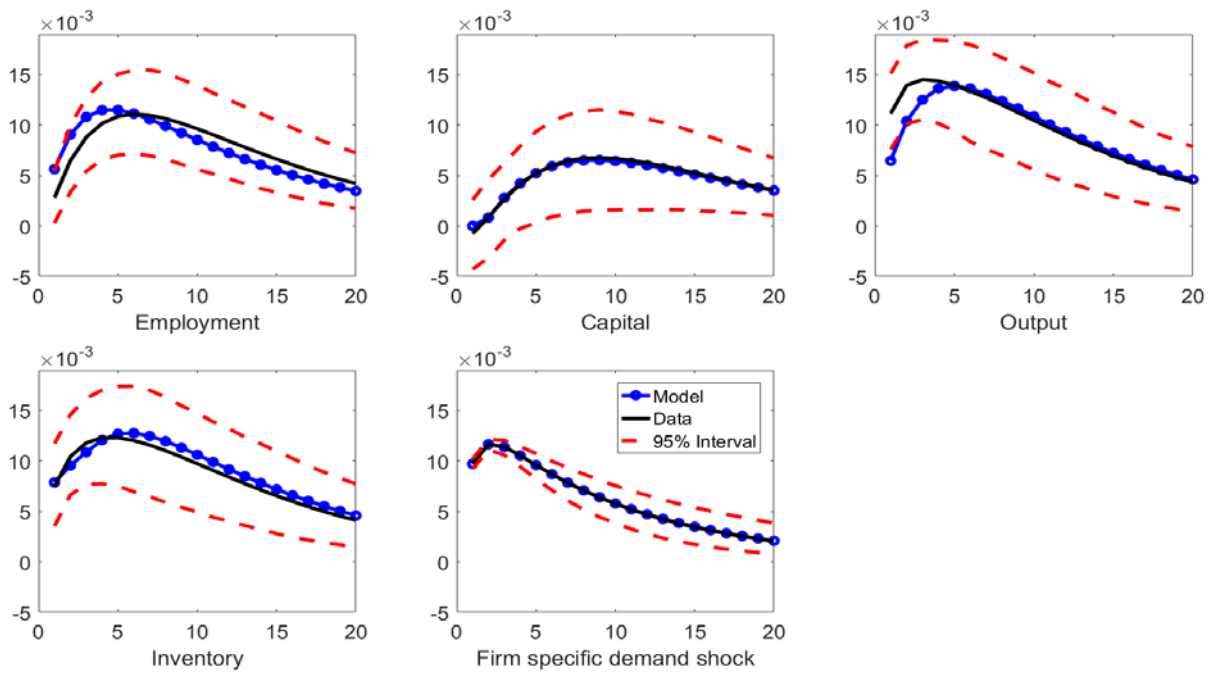 ×10⁻³ ×10⁻³ ×10⁻³
15 15 15
10 10 10
5 5 5
0 0 0
-5 -5 -5
0 5 10 15 20 0 5 10 15 20 0 5 10 15 20
Employment Capital Output
×10⁻³ ×10⁻³
15 15
Model
Data
95% Interval
10 10
5 5
0 0
-5 -5
0 5 10 15 20 0 5 10 15 20
Inventory Firm specific demand shock